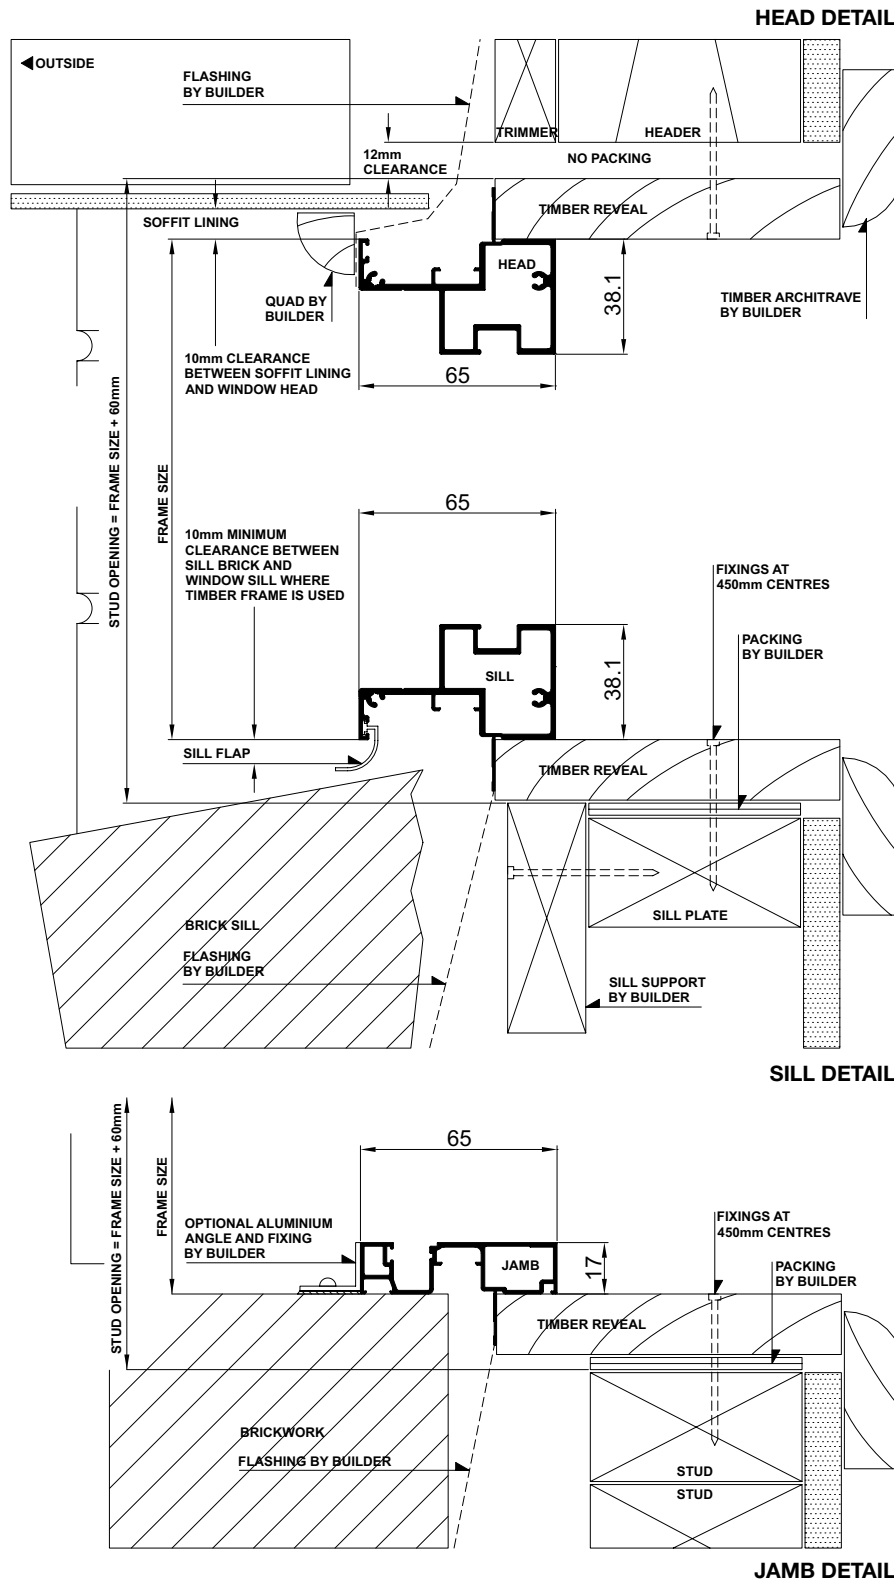 HEAD DETAIL
OUTSIDE
FLASHING
BY BUILDER
TRIMMER
HEADER
12mm
CLEARANCE
NO PACKING
SOFFIT LINING
TIMBER REVEAL
HEAD
QUAD BY
BUILDER
38.1
TIMBER ARCHITRAVE
BY BUILDER
10mm CLEARANCE
BETWEEN SOFFIT LINING
AND WINDOW HEAD
65
STUD OPENING = FRAME SIZE + 60mm
FRAME SIZE
65
10mm MINIMUM
CLEARANCE BETWEEN
SILL BRICK AND
WINDOW SILL WHERE
TIMBER FRAME IS USED
FIXINGS AT
450mm CENTRES
PACKING
BY BUILDER
SILL
38.1
SILL FLAP
TIMBER REVEAL
BRICK SILL
SILL PLATE
FLASHING
BY BUILDER
SILL SUPPORT
BY BUILDER
SILL DETAIL
STUD OPENING = FRAME SIZE + 60mm
FRAME SIZE
65
OPTIONAL ALUMINIUM
ANGLE AND FIXING
BY BUILDER
FIXINGS AT
450mm CENTRES
JAMB
17
PACKING
BY BUILDER
TIMBER REVEAL
BRICKWORK
FLASHING BY BUILDER
STUD
STUD
JAMB DETAIL